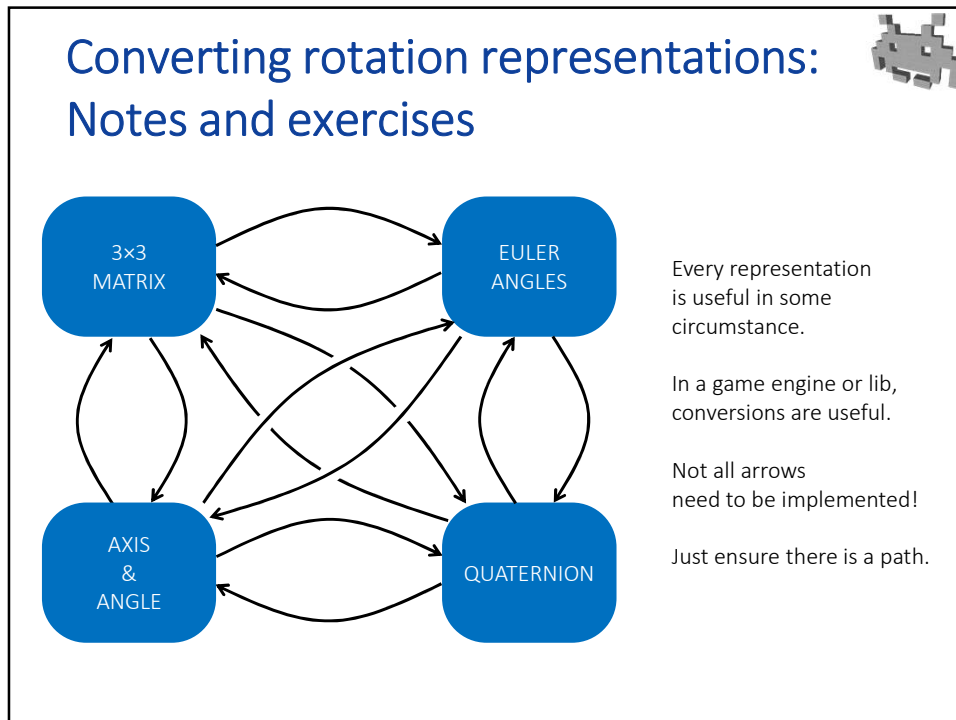 Converting rotation representations:
Notes and exercises
3×3
MATRIX
EULER
ANGLES
AXIS
&
ANGLE
QUATERNION
Every representation
is useful in some
circumstance.
In a game engine or lib,
conversions are useful.
Not all arrows
need to be implemented!
Just ensure there is a path.